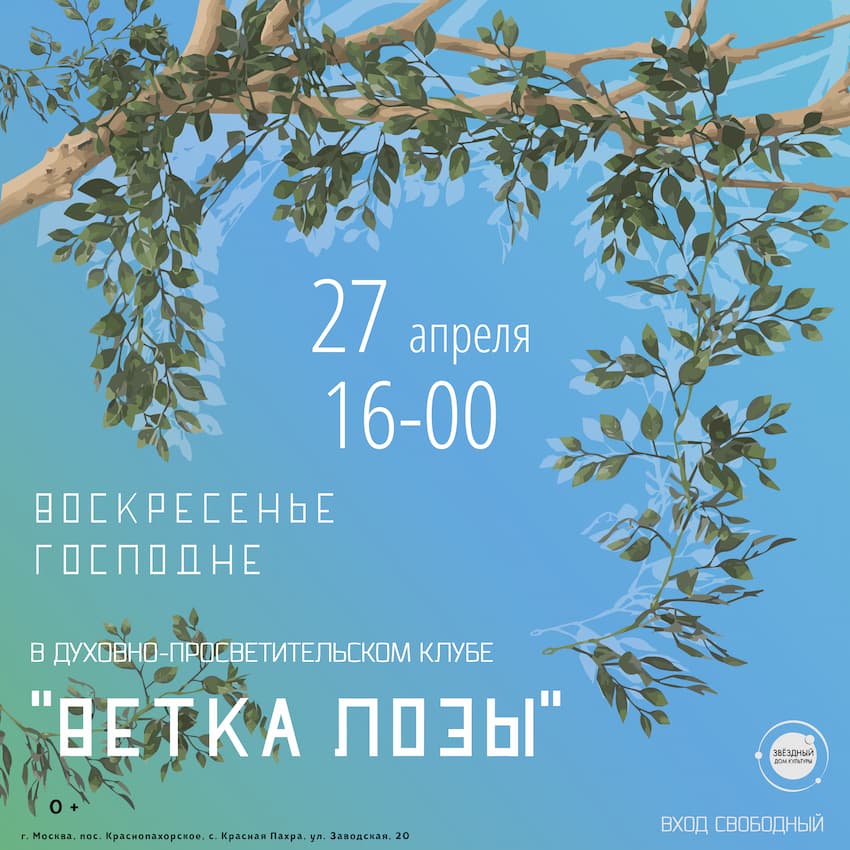 27 апреля
16-00
ВОСКРЕСЕНЬЕ
ГОСПОДНЕ
В ДУХОВНО-ПРОСВЕТИТЕЛЬСКОМ КЛУБЕ
"ВЕТКА ЛОЗЫ"
ЗВЁЗДНЫЙ
ДОМ КУЛЬТУРЫ
0 +
ВХОД СВОБОДНЫЙ
г. Москва, пос. Краснопахорское, с. Красная Пахра, ул. Заводская, 20